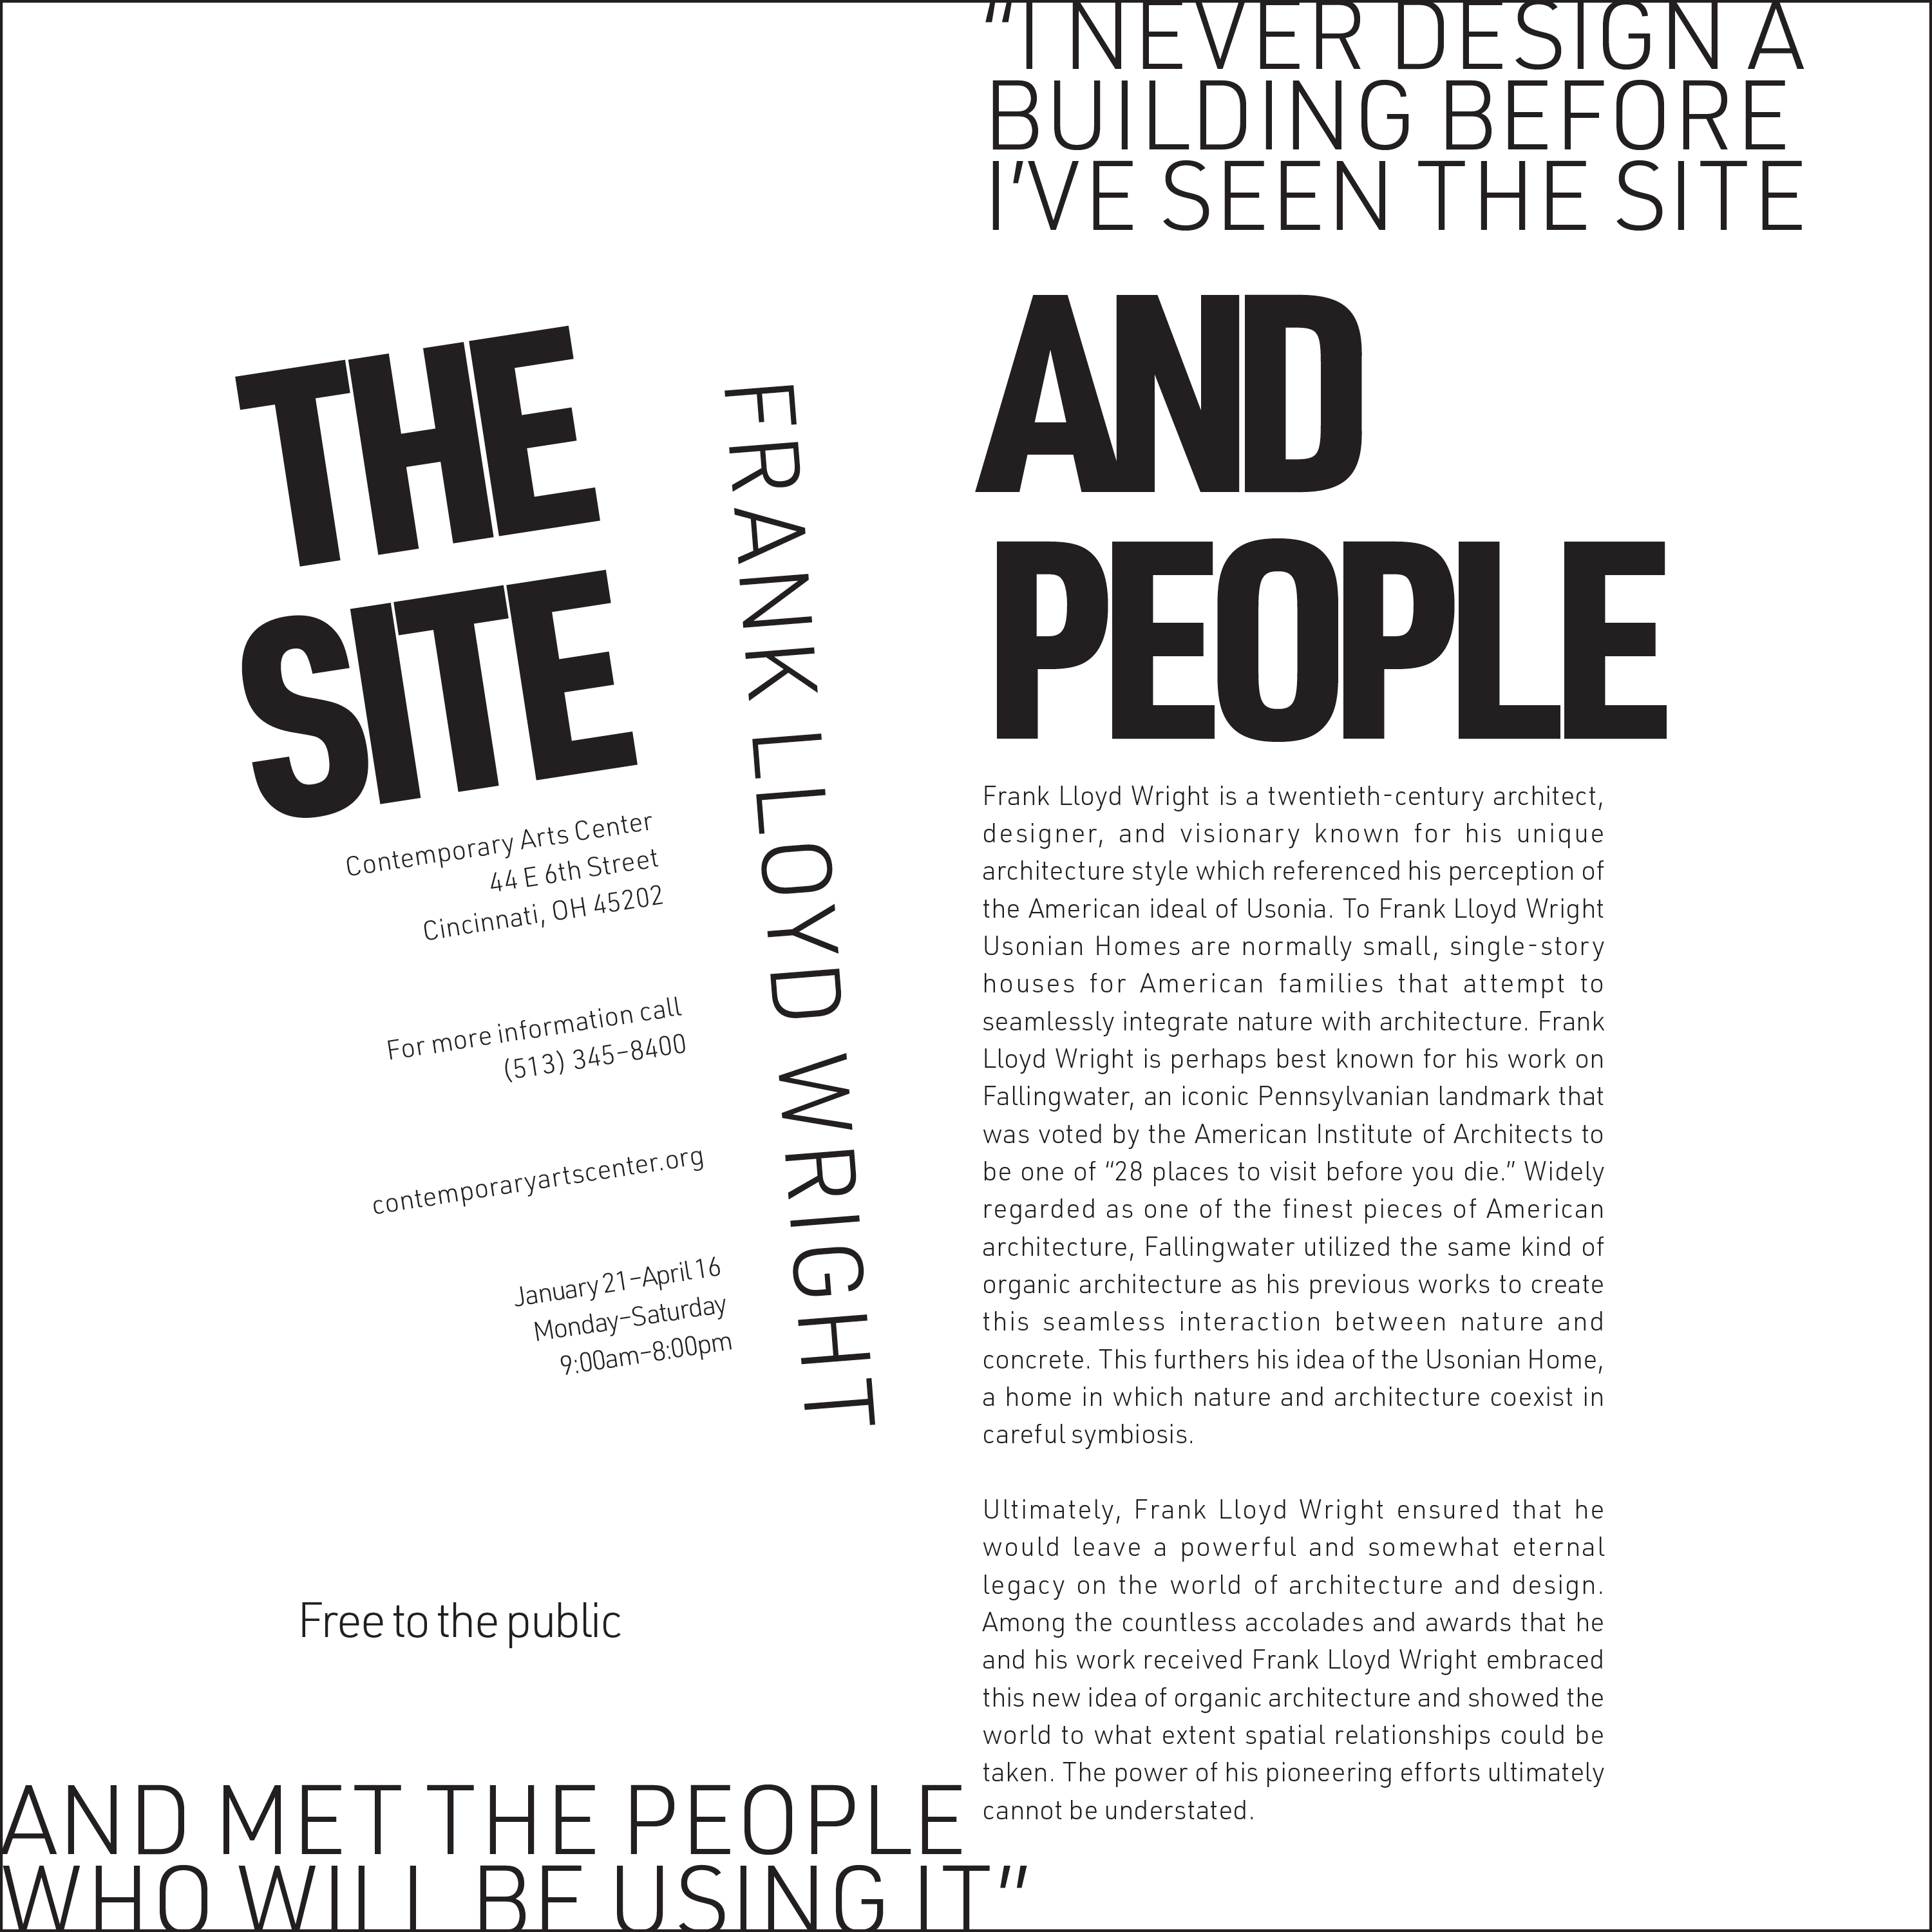 “I NEVER DESIGN A
BUILDING BEFORE
I’VE SEEN THE SITE
THE
SITE
AND
PEOPLE
FRANK LLOYD WRIGHT
Contemporary Arts Center
44 E 6th Street
Cincinnati, OH 45202
For more information call
(513) 345–8400
contemporaryartscenter.org
January 21–April 16
Monday–Saturday
9:00am–8:00pm
Free to the public
Frank Lloyd Wright is a twentieth-century architect,
designer, and visionary known for his unique
architecture style which referenced his perception of
the American ideal of Usonia. To Frank Lloyd Wright
Usonian Homes are normally small, single-story
houses for American families that attempt to
seamlessly integrate nature with architecture. Frank
Lloyd Wright is perhaps best known for his work on
Fallingwater, an iconic Pennsylvanian landmark that
was voted by the American Institute of Architects to
be one of “28 places to visit before you die.” Widely
regarded as one of the finest pieces of American
architecture, Fallingwater utilized the same kind of
organic architecture as his previous works to create
this seamless interaction between nature and
concrete. This furthers his idea of the Usonian Home,
a home in which nature and architecture coexist in
careful symbiosis.
Ultimately, Frank Lloyd Wright ensured that he
would leave a powerful and somewhat eternal
legacy on the world of architecture and design.
Among the countless accolades and awards that he
and his work received Frank Lloyd Wright embraced
this new idea of organic architecture and showed the
world to what extent spatial relationships could be
taken. The power of his pioneering efforts ultimately
cannot be understated.
AND MET THE PEOPLE
WHO WILL BE USING IT”